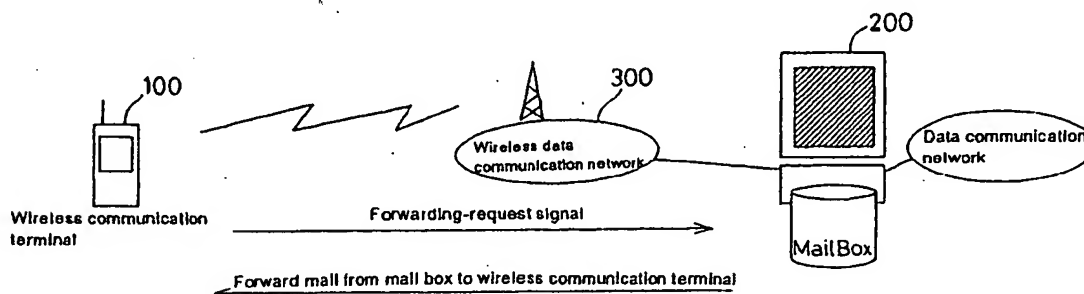 200
100
300
Wireless data
communication network
Data communication
network
Wireless communication
terminal
Forwarding-request signal
MailBox
Forward mail from mail box to wireless communication terminal